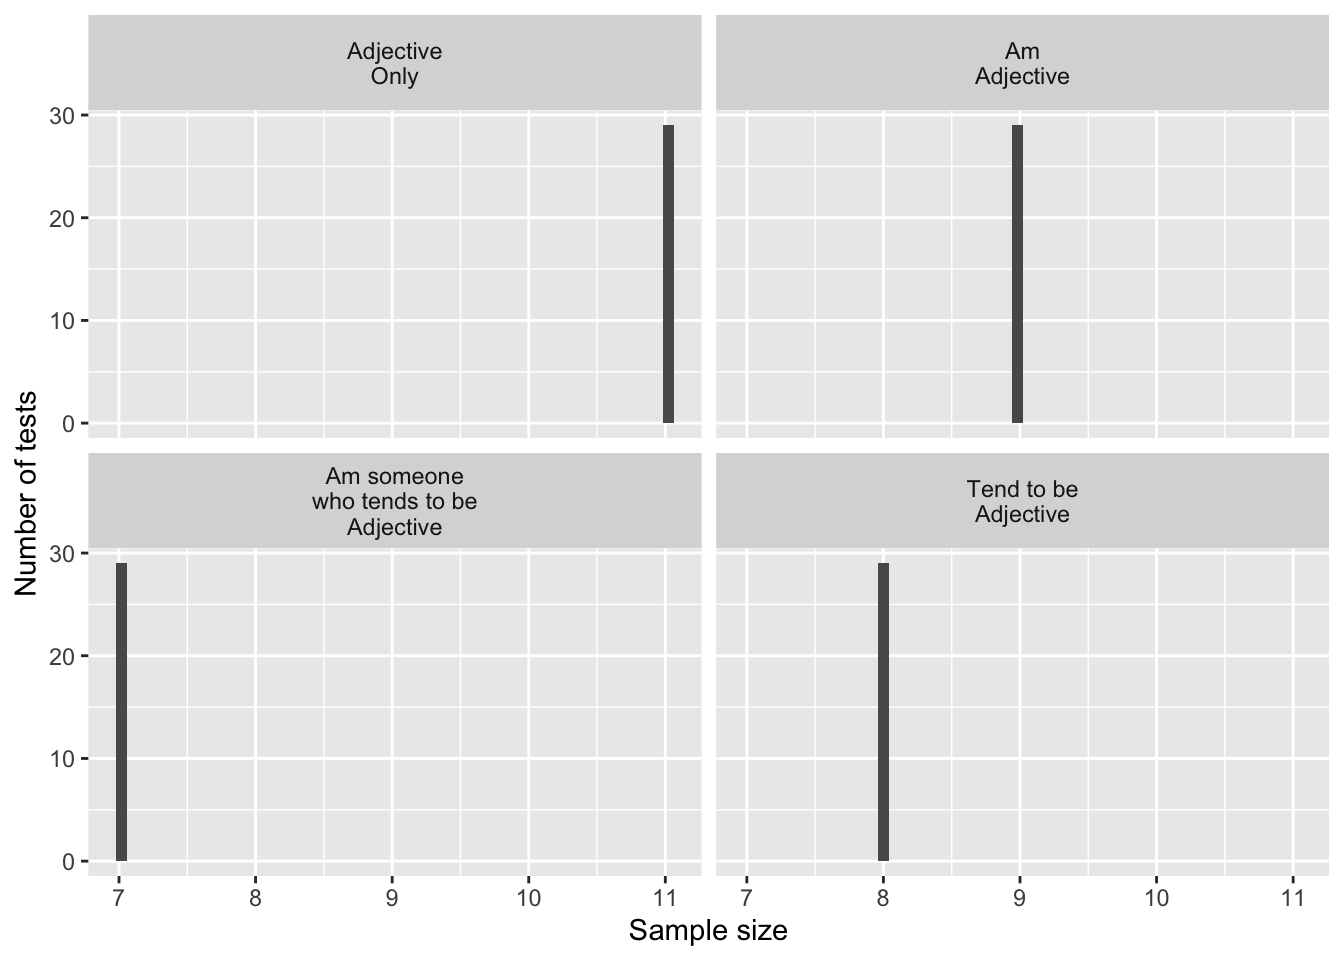 Adjective
Only
Am
Adjective
30
20
10
0
Am someone
who tends to be
Adjective
Tend to be
Adjective
30
20
10
0
7 8 9 10 11
7 8 9 10 11
Sample size
Number of tests